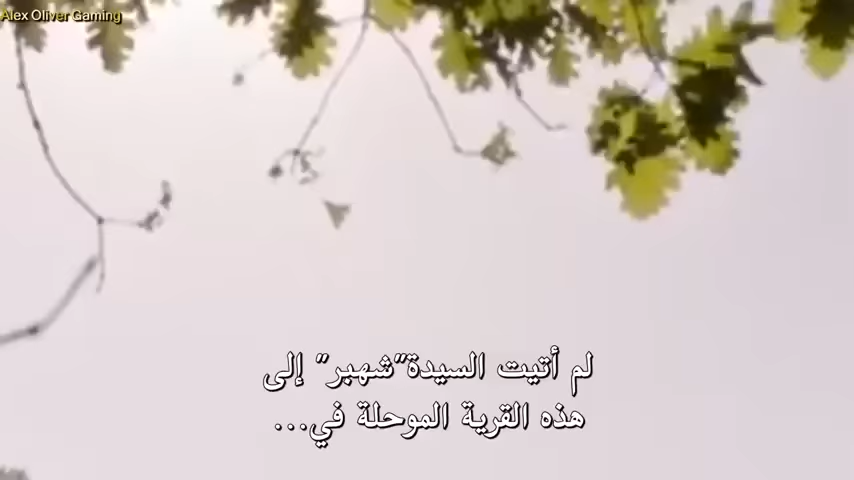 Alex Oliver Gaming
لم أتيت السيدة"شهبر" إلى
هذه القرية الموحلة في...